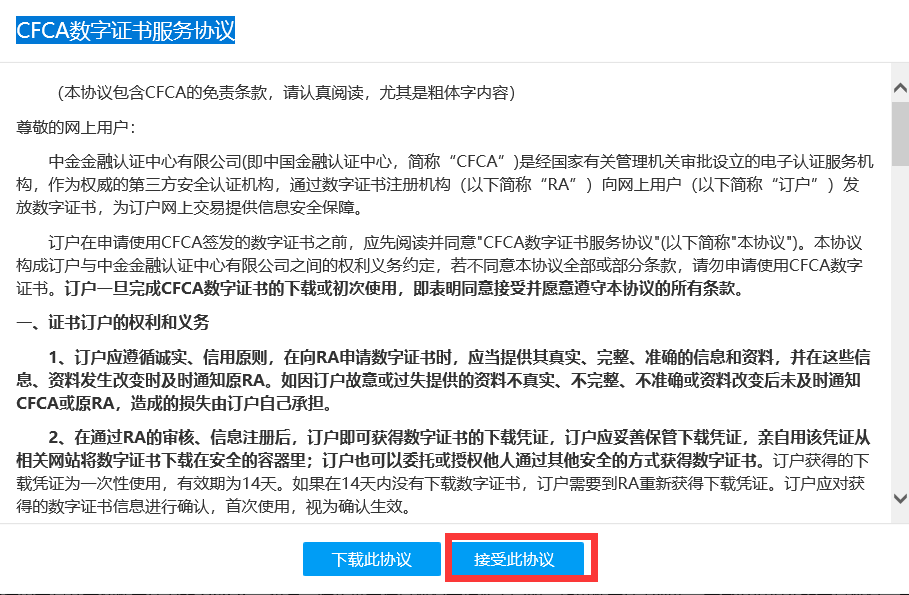 CFCA数字证书服务协议
（本协议包含CFCA的免责条款，请认真阅读，尤其是粗体字内容）
尊敬的网上用户：
中金金融认证中心有限公司(即中国金融认证中心，简称“CFCA”)是经国家有关管理机关审批设立的电子认证服务机
构，作为权威的第三方安全认证机构，通过数字证书注册机构（以下简称“RA”）向网上用户（以下简称“订户”）发
放数字证书，为订户网上交易提供信息安全保障。
订户在申请使用CFCA签发的数字证书之前，应先阅读并同意"CFCA数字证书服务协议"(以下简称"本协议")。本协议
构成订户与中金金融认证中心有限公司之间的权利义务约定，若不同意本协议全部或部分条款，请勿申请使用CFCA数字
证书。订户一旦完成CFCA数字证书的下载或初次使用，即表明同意接受并愿意遵守本协议的所有条款。
一、证书订户的权利和义务
1、订户应遵循诚实、信用原则，在向RA申请数字证书时，应当提供其真实、完整、准确的信息和资料，并在这些信
息、资料发生改变时及时通知原RA。如因订户故意或过失提供的资料不真实、不完整、不准确或资料改变后未及时通知
CFCA或原RA，造成的损失由订户自己承担。
2、在通过RA的审核、信息注册后，订户即可获得数字证书的下载凭证，订户应妥善保管下载凭证，亲自用该凭证从
相关网站将数字证书下载在安全的容器里；订户也可以委托或授权他人通过其他安全的方式获得数字证书。订户获得的下
载凭证为一次性使用，有效期为14天。如果在14天内没有下载数字证书，订户需要到RA重新获得下载凭证。订户应对获
得的数字证书信息进行确认，首次使用，视为确认生效。
下载此协议
接受此协议